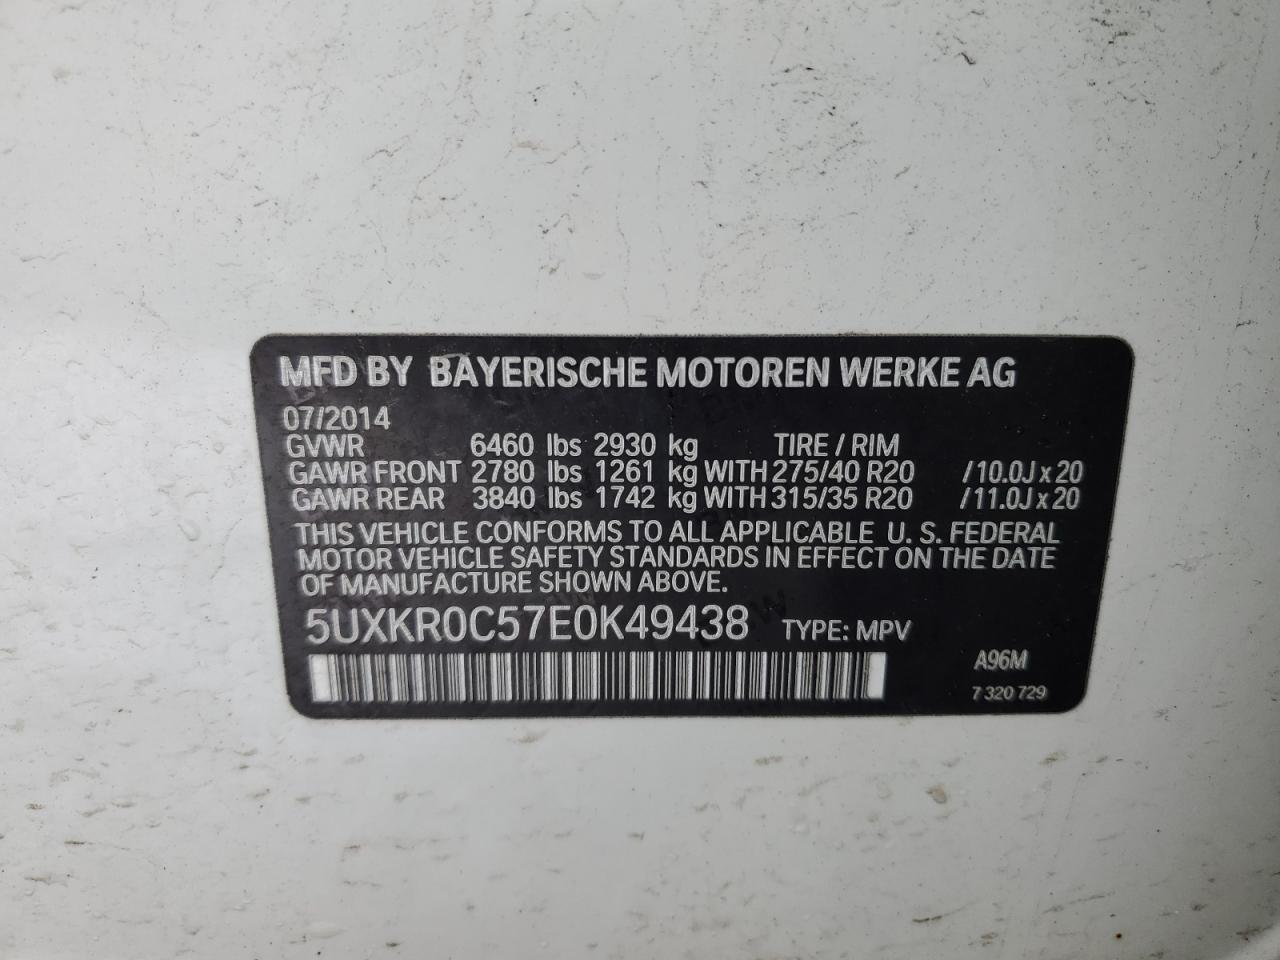 MFD BY BAYERISCHE MOTOREN WERKE AG
07/2014
GVWR 6460 lbs 2930 kg TIRE / RIM
GAWR FRONT 2780 lbs 1261 kg WITH 275/40 R20 /10.0J x 20
GAWR REAR 3840 lbs 1742 kg WITH 315/35 R20 /11.0J x 20
THIS VEHICLE CONFORMS TO ALL APPLICABLE U. S. FEDERAL
MOTOR VEHICLE SAFETY STANDARDS IN EFFECT ON THE DATE
OF MANUFACTURE SHOWN ABOVE.
5UXKR0C57E0K49438 TYPE: MPV
A96M
7 320 729